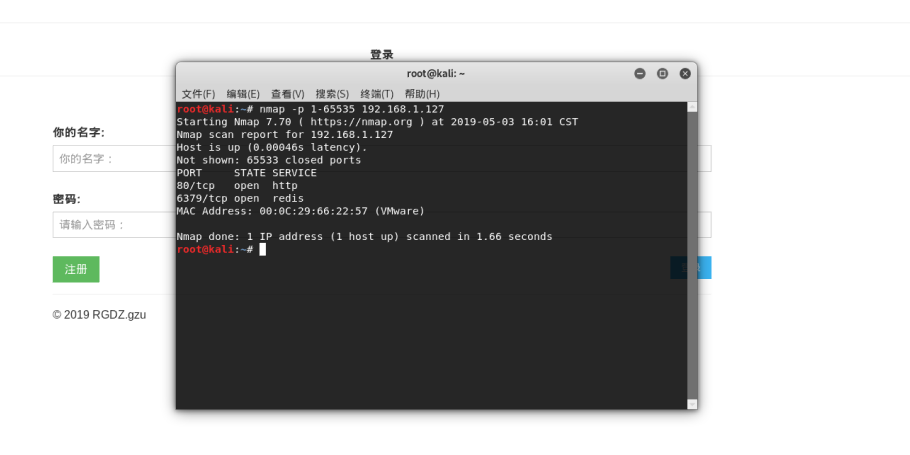 登录
root@kali: ~
文件(F) 编辑(E) 查看(V) 搜索(S) 终端(T) 帮助(H)
root@kali:~# nmap -p 1-65535 192.168.1.127
Starting Nmap 7.70 ( https://nmap.org ) at 2019-05-03 16:01 CST
Nmap scan report for 192.168.1.127
Host is up (0.00046s latency).
Not shown: 65533 closed ports
PORT     STATE SERVICE
80/tcp   open  http
6379/tcp open  redis
MAC Address: 00:0C:29:66:22:57 (VMware)
Nmap done: 1 IP address (1 host up) scanned in 1.66 seconds
root@kali:~#
你的名字:
你的名字：
密码:
请输入密码：
注册
© 2019 RGDZ.gzu